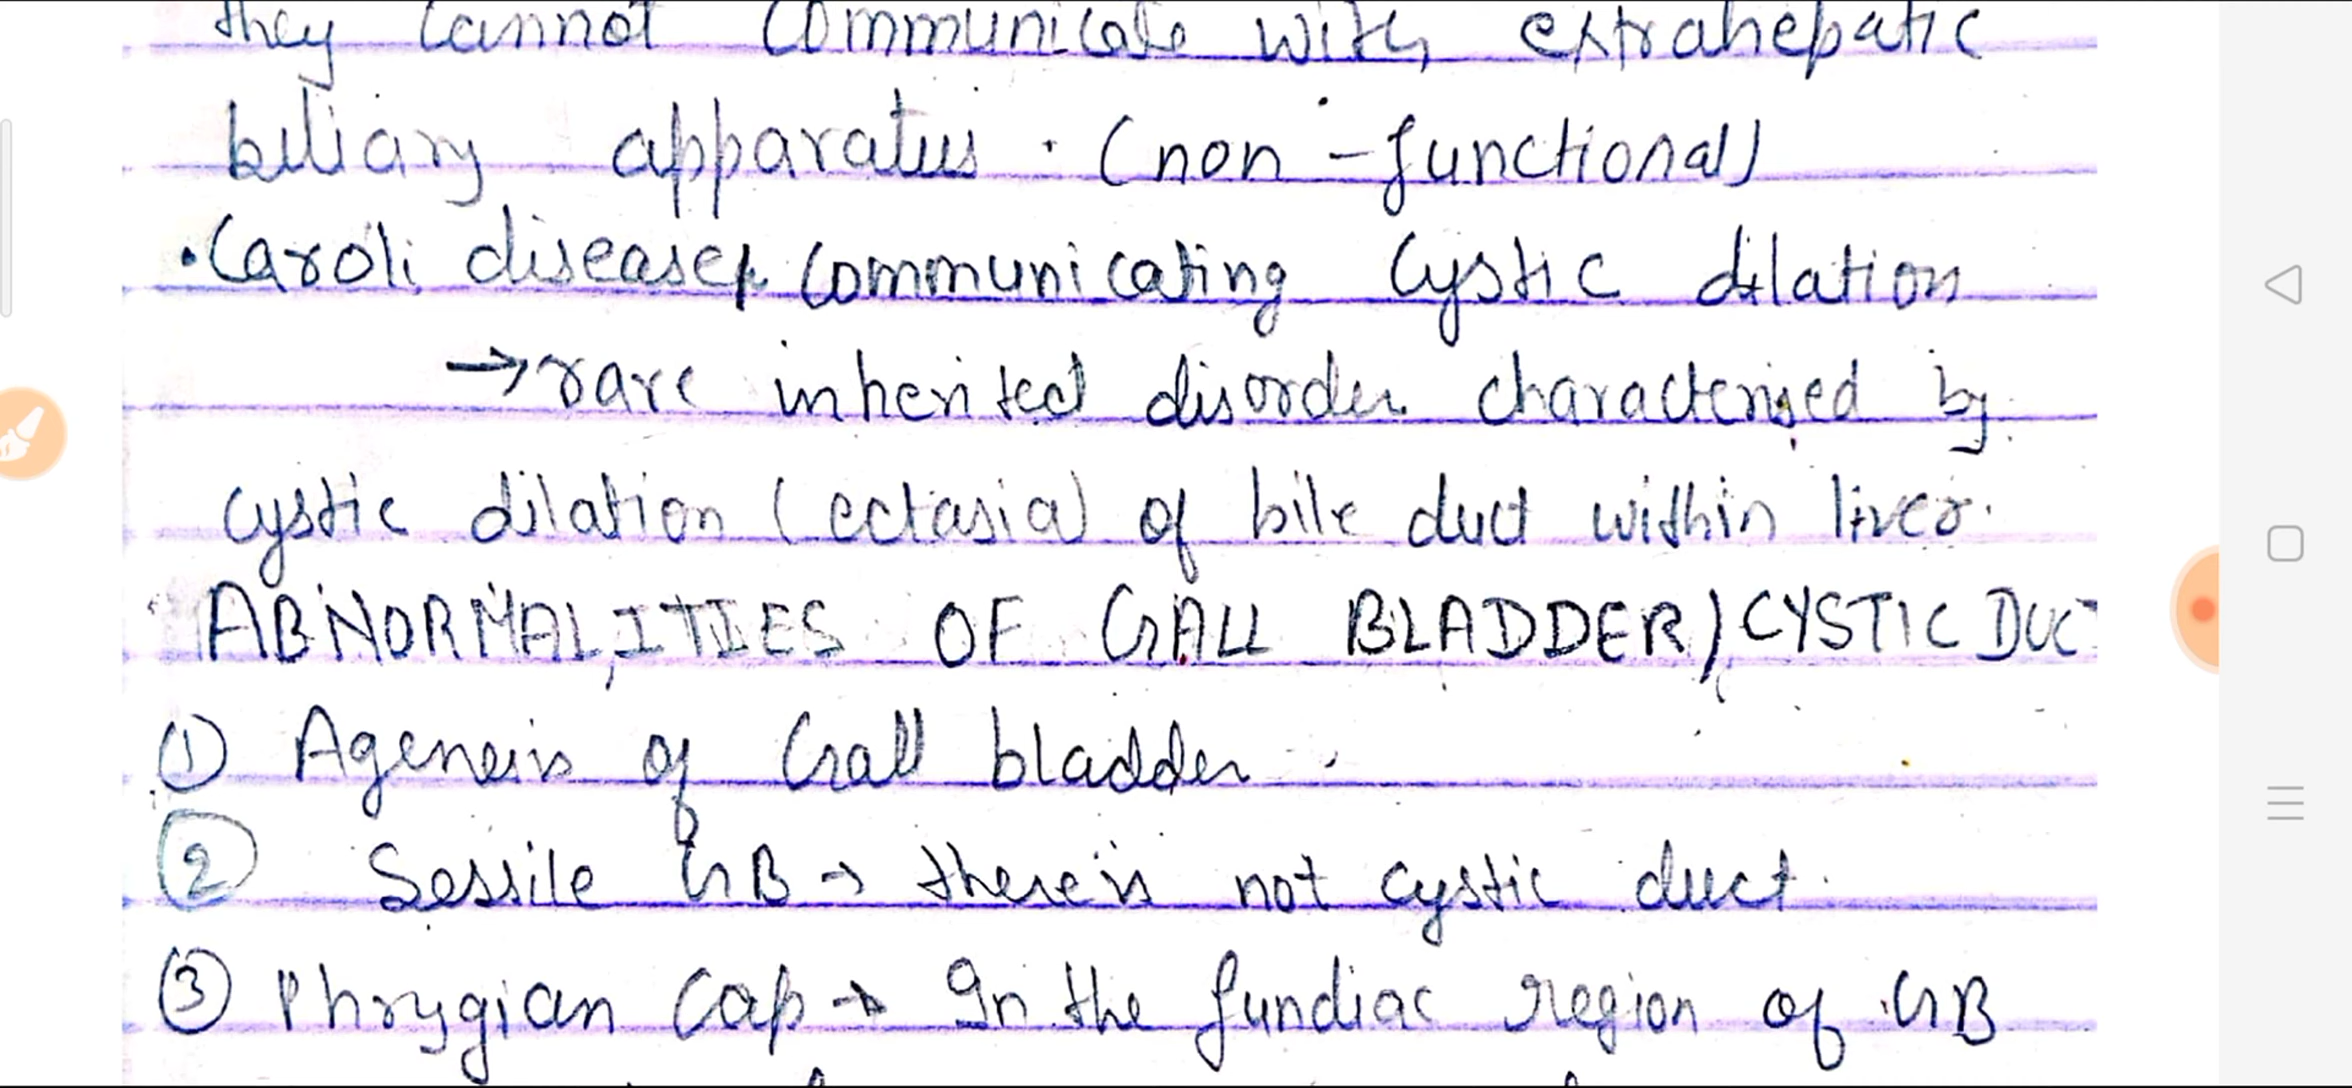 they cannot communicate with extrahepatic
biliary apparatus. (non-functional)
• Caroli disease communicating cystic dilation
→ rare inherited disorder characterised by
cystic dilation (ectasia) of bile duct within liver.
ABNORMALITIES OF GALL BLADDER/CYSTIC DUCT
① Agenesis of Gall bladder.
② Sessile GB → there is not cystic duct.
③ Phrygian Cap → In the fundiac region of GB